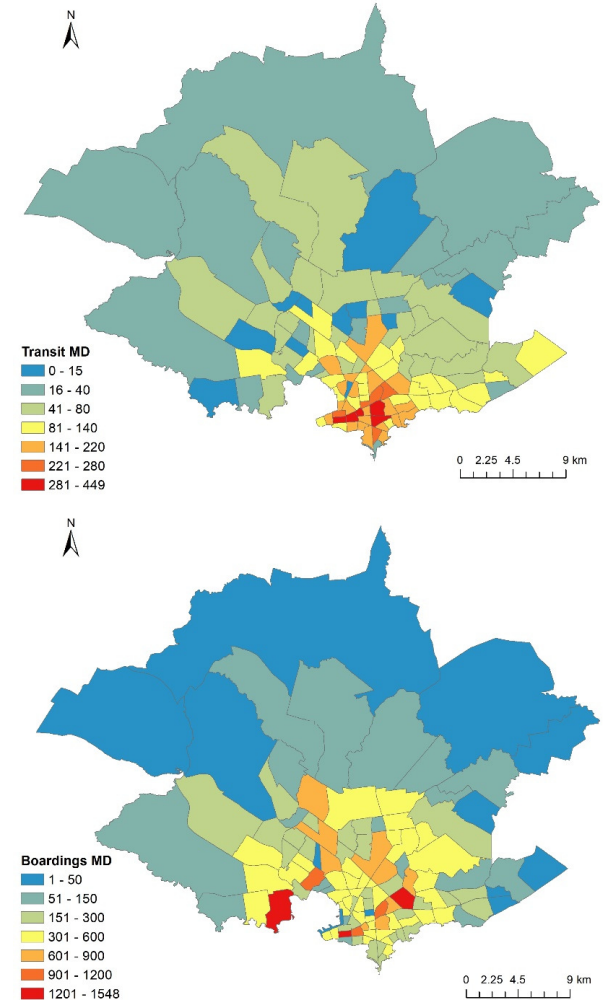 N
Transit MD
0 - 15
16 - 40
41 - 80
81 - 140
141 - 220
221 - 280
281 - 449
0 2.25 4.5 9 km
N
Boardings MD
1 - 50
51 - 150
151 - 300
301 - 600
601 - 900
901 - 1200
1201 - 1548
0 2.25 4.5 9 km